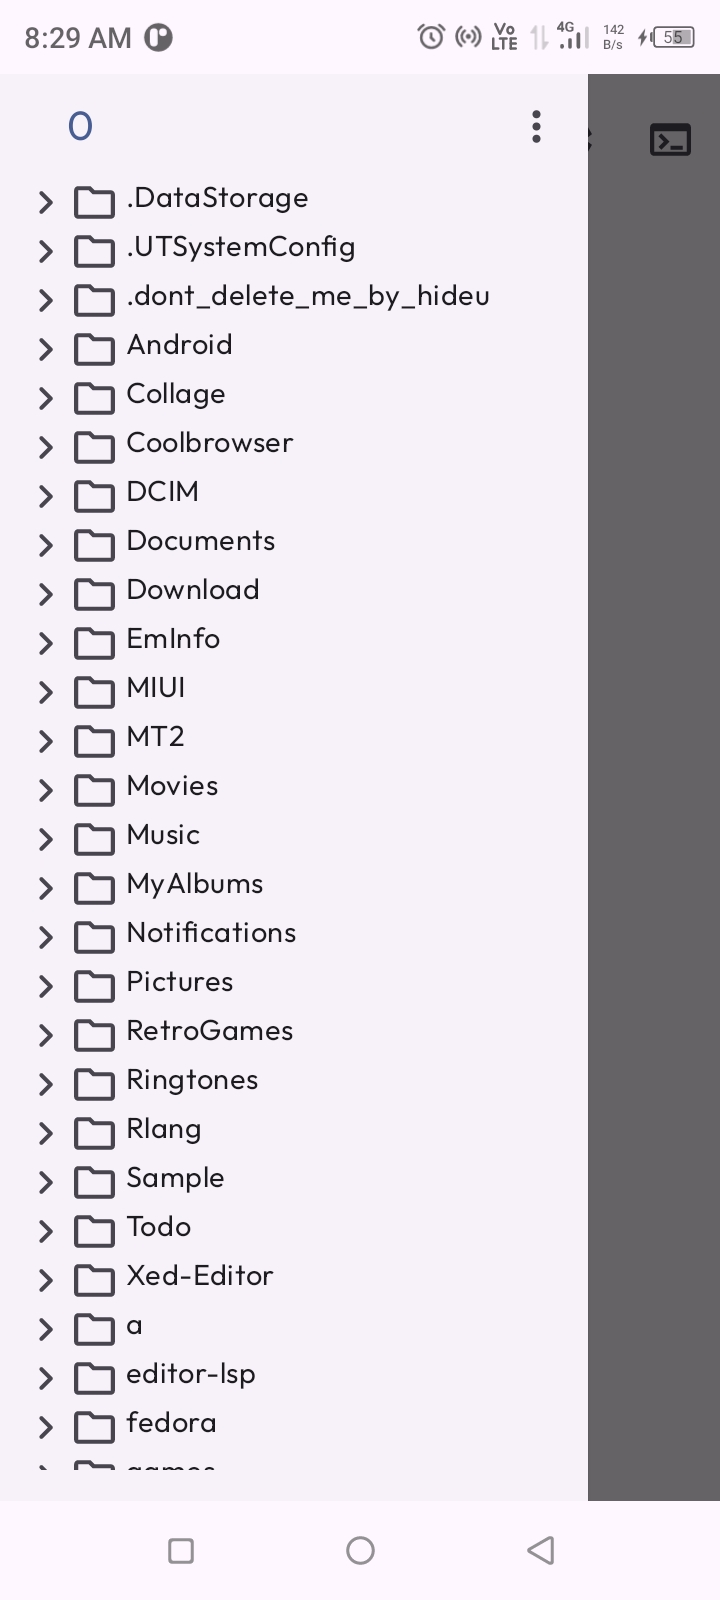 8:29 AM
Vo
LTE
4G
142
B/s
55
0
.DataStorage
.UTSystemConfig
.dont_delete_me_by_hideu
Android
Collage
Coolbrowser
DCIM
Documents
Download
EmInfo
MIUI
MT2
Movies
Music
MyAlbums
Notifications
Pictures
RetroGames
Ringtones
Rlang
Sample
Todo
Xed-Editor
a
editor-lsp
fedora
games